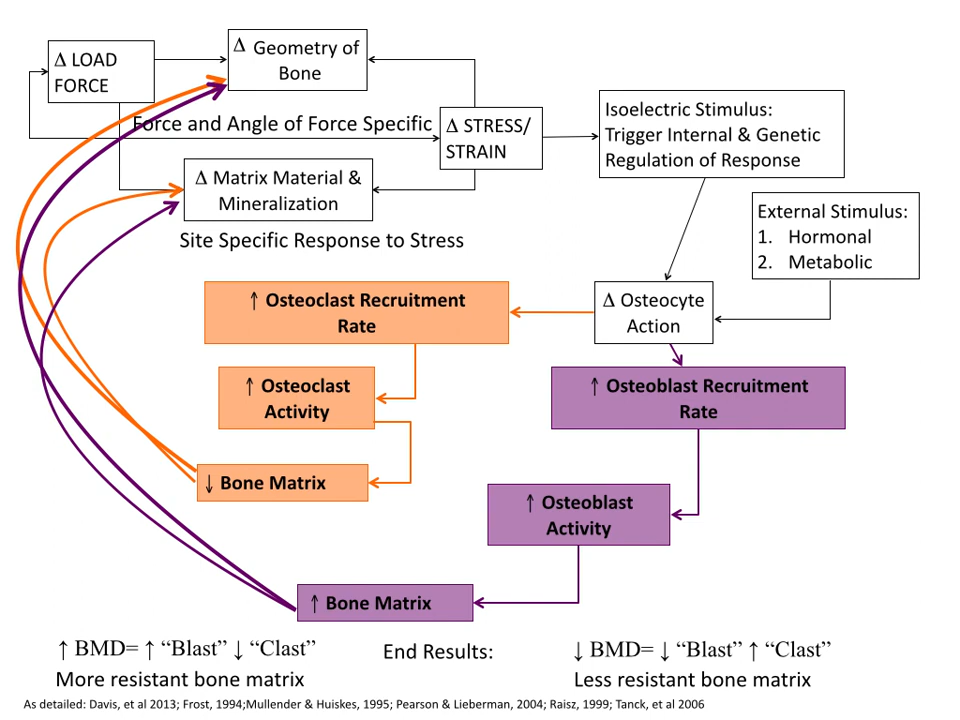 Δ LOAD
FORCE
Δ Geometry of
Bone
Force and Angle of Force Specific
Δ STRESS/
STRAIN
Isoelectric Stimulus:
Trigger Internal & Genetic
Regulation of Response
Δ Matrix Material &
Mineralization
Site Specific Response to Stress
External Stimulus:
1. Hormonal
2. Metabolic
↑ Osteoclast Recruitment
Rate
Δ Osteocyte
Action
↑ Osteoclast
Activity
↑ Osteoblast Recruitment
Rate
↓ Bone Matrix
↑ Osteoblast
Activity
↑ Bone Matrix
↑ BMD= ↑ “Blast” ↓ “Clast”
More resistant bone matrix
End Results:
↓ BMD= ↓ “Blast” ↑ “Clast”
Less resistant bone matrix
As detailed: Davis, et al 2013; Frost, 1994;Mullender & Huiskes, 1995; Pearson & Lieberman, 2004; Raisz, 1999; Tanck, et al 2006